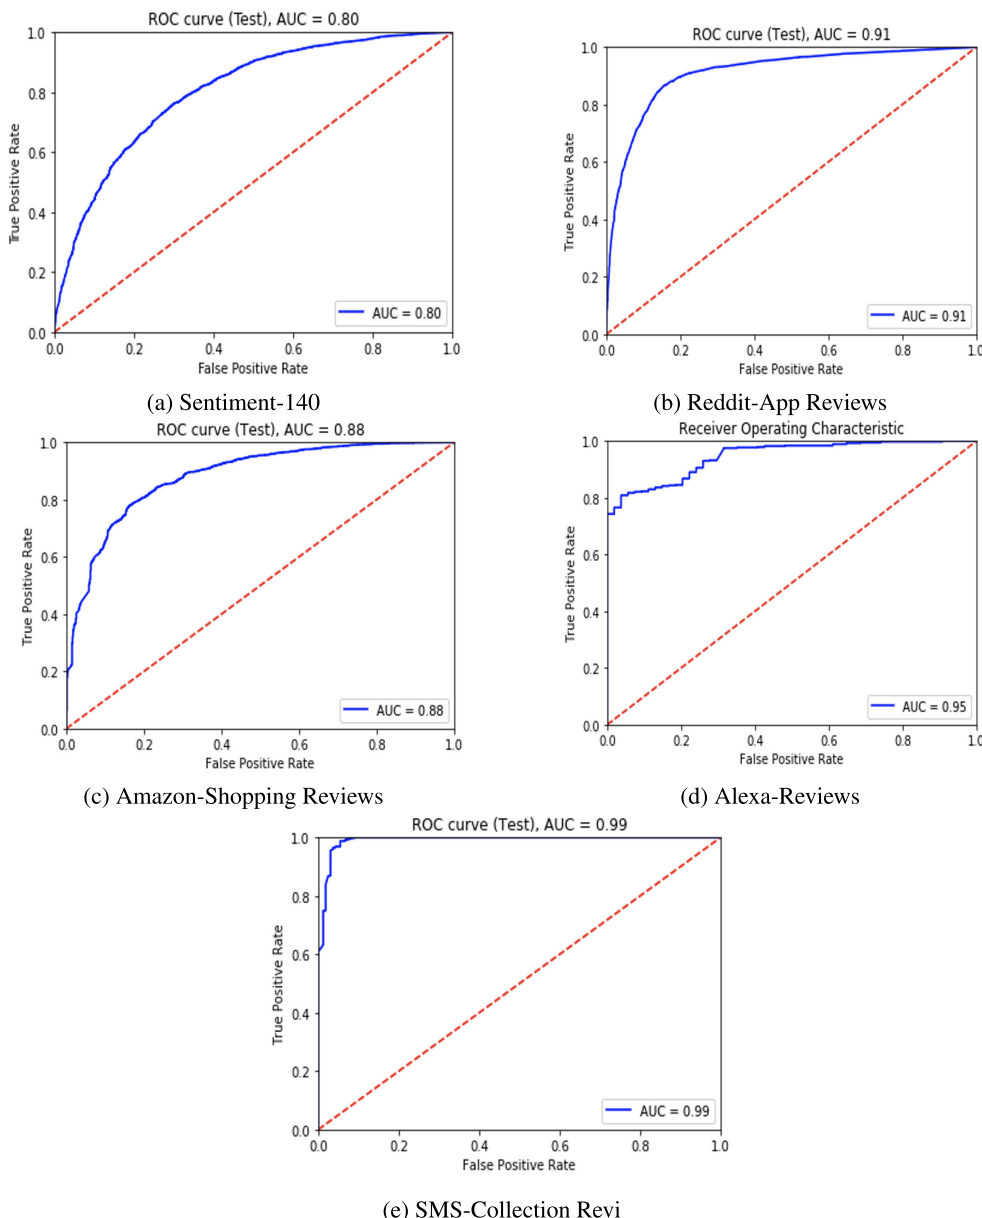 ROC curve (Test), AUC = 0.80
True Positive Rate
1.0
0.8
0.6
0.4
0.2
0.0
AUC = 0.80
0.0 0.2 0.4 0.6 0.8 1.0
False Positive Rate
(a) Sentiment-140
ROC curve (Test), AUC = 0.91
True Positive Rate
1.0
0.8
0.6
0.4
0.2
0.0
AUC = 0.91
0.0 0.2 0.4 0.6 0.8 1.0
False Positive Rate
(b) Reddit-App Reviews
ROC curve (Test), AUC = 0.88
True Positive Rate
1.0
0.8
0.6
0.4
0.2
0.0
AUC = 0.88
0.0 0.2 0.4 0.6 0.8 1.0
False Positive Rate
(c) Amazon-Shopping Reviews
Receiver Operating Characteristic
True Positive Rate
1.0
0.8
0.6
0.4
0.2
0.0
AUC = 0.95
0.0 0.2 0.4 0.6 0.8 1.0
False Positive Rate
(d) Alexa-Reviews
ROC curve (Test), AUC = 0.99
True Positive Rate
1.0
0.8
0.6
0.4
0.2
0.0
AUC = 0.99
0.0 0.2 0.4 0.6 0.8 1.0
False Positive Rate
(e) SMS-Collection Revi